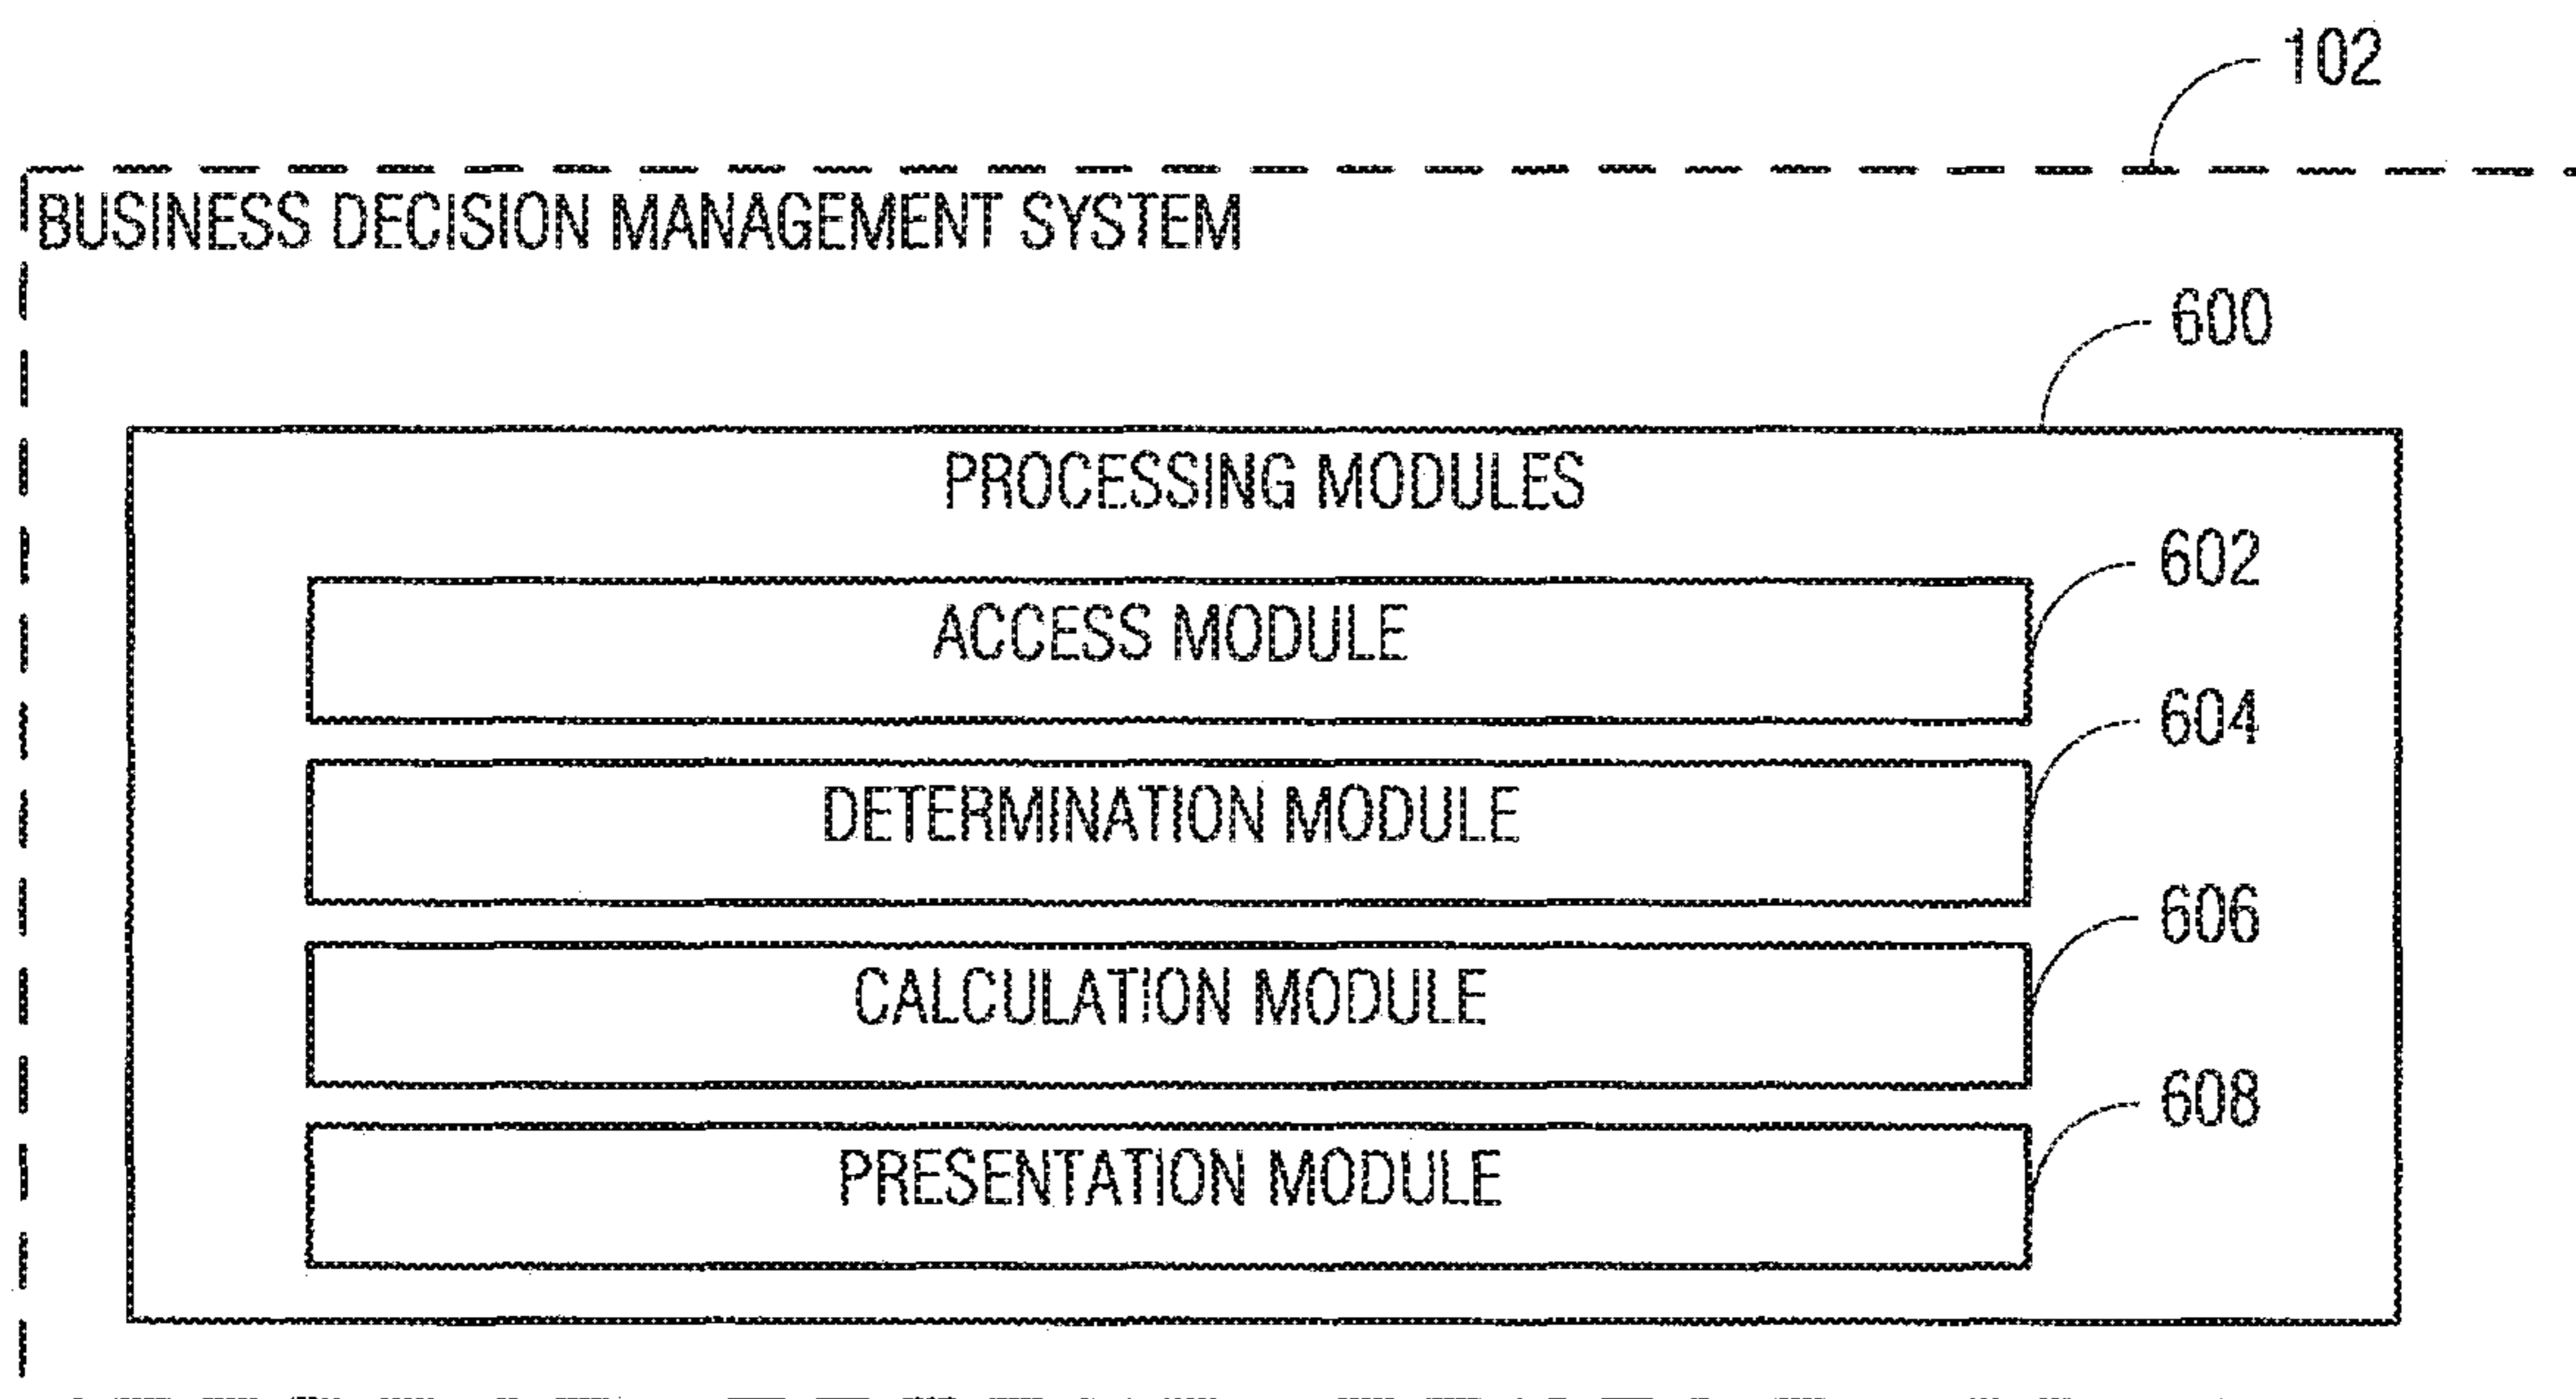 102
BUSINESS DECISION MANAGEMENT SYSTEM
600
PROCESSING MODULES
602
ACCESS MODULE
604
DETERMINATION MODULE
606
CALCULATION MODULE
608
PRESENTATION MODULE